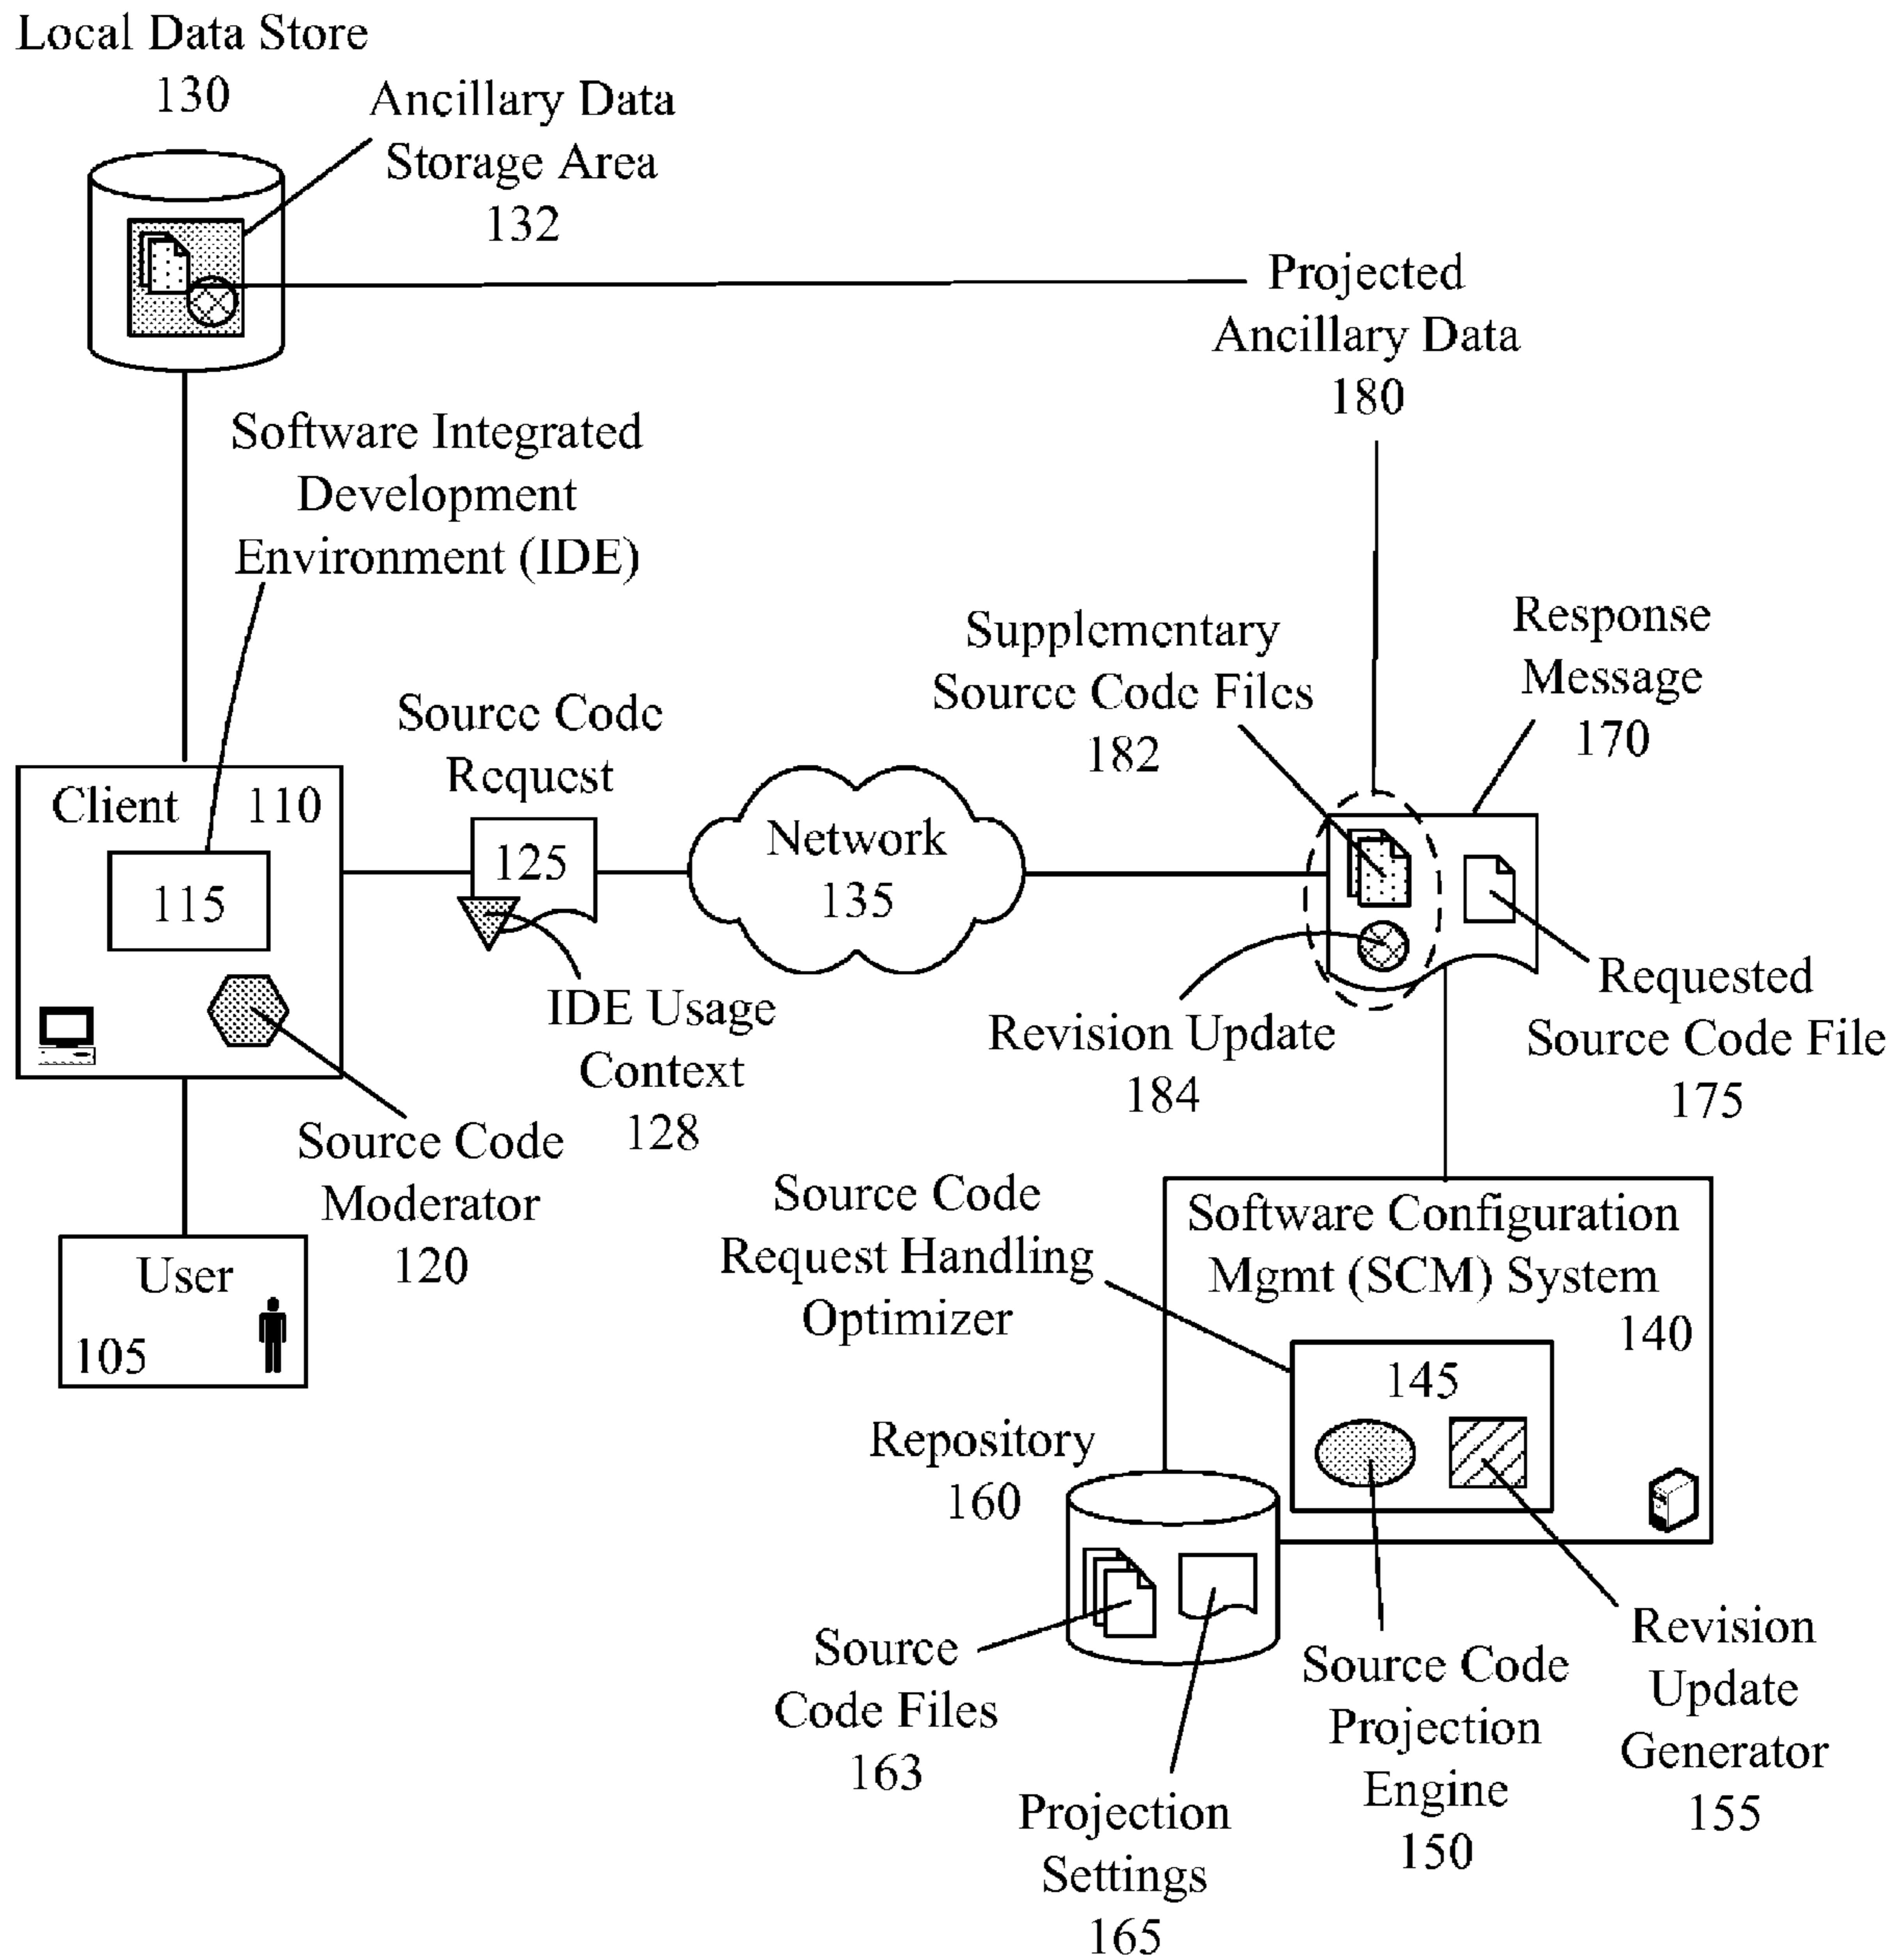 Local Data Store
130
Ancillary Data
Storage Area
132
Projected
Ancillary Data
180
Software Integrated
Development
Environment (IDE)
Supplementary
Source Code Files
182
Response
Message
170
Source Code
Request
Client 110
115
125
Network
135
IDE Usage
Context
128
Revision Update
184
Requested
Source Code File
175
Source Code
Moderator
120
User
105
Source Code
Request Handling
Optimizer
Software Configuration
Mgmt (SCM) System
140
145
Repository
160
Source
Code Files
163
Projection
Settings
165
Source Code
Projection
Engine
150
Revision
Update
Generator
155